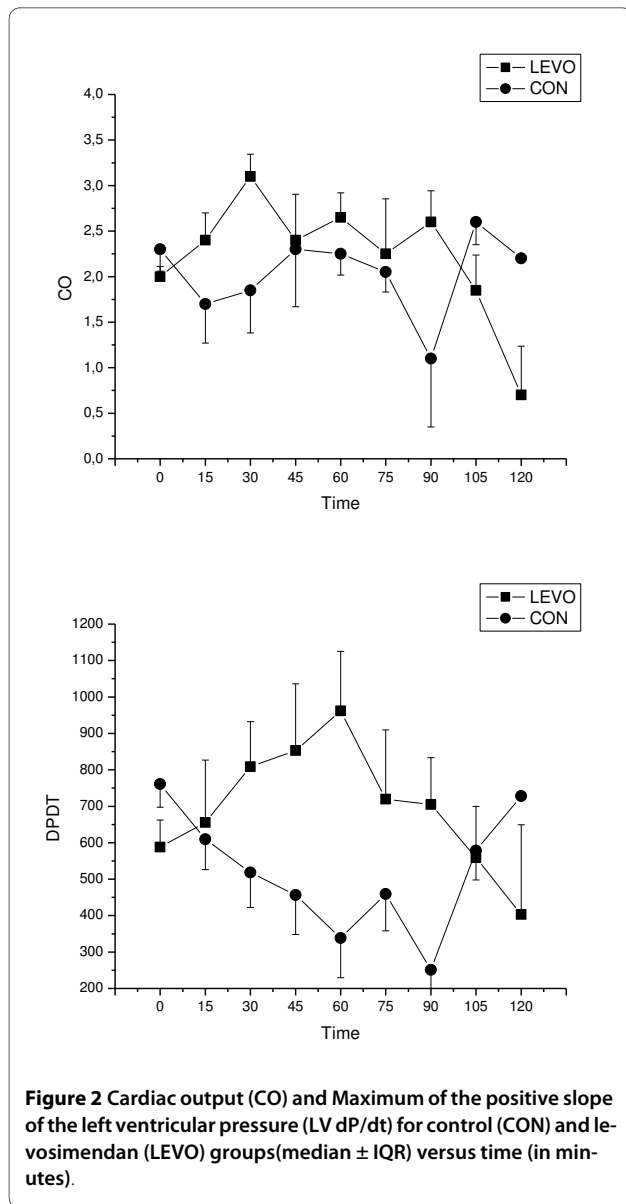 LEVO
CON
4,0
3,5
3,0
2,5
2,0
1,5
1,0
0,5
0,0
CO
0 15 30 45 60 75 90 105 120
Time
LEVO
CON
1200
1100
1000
900
800
700
600
500
400
300
200
DPDT
0 15 30 45 60 75 90 105 120
Time
Figure 2 Cardiac output (CO) and Maximum of the positive slope
of the left ventricular pressure (LV dP/dt) for control (CON) and le-
vosimendan (LEVO) groups(median ± IQR) versus time (in min-
utes).